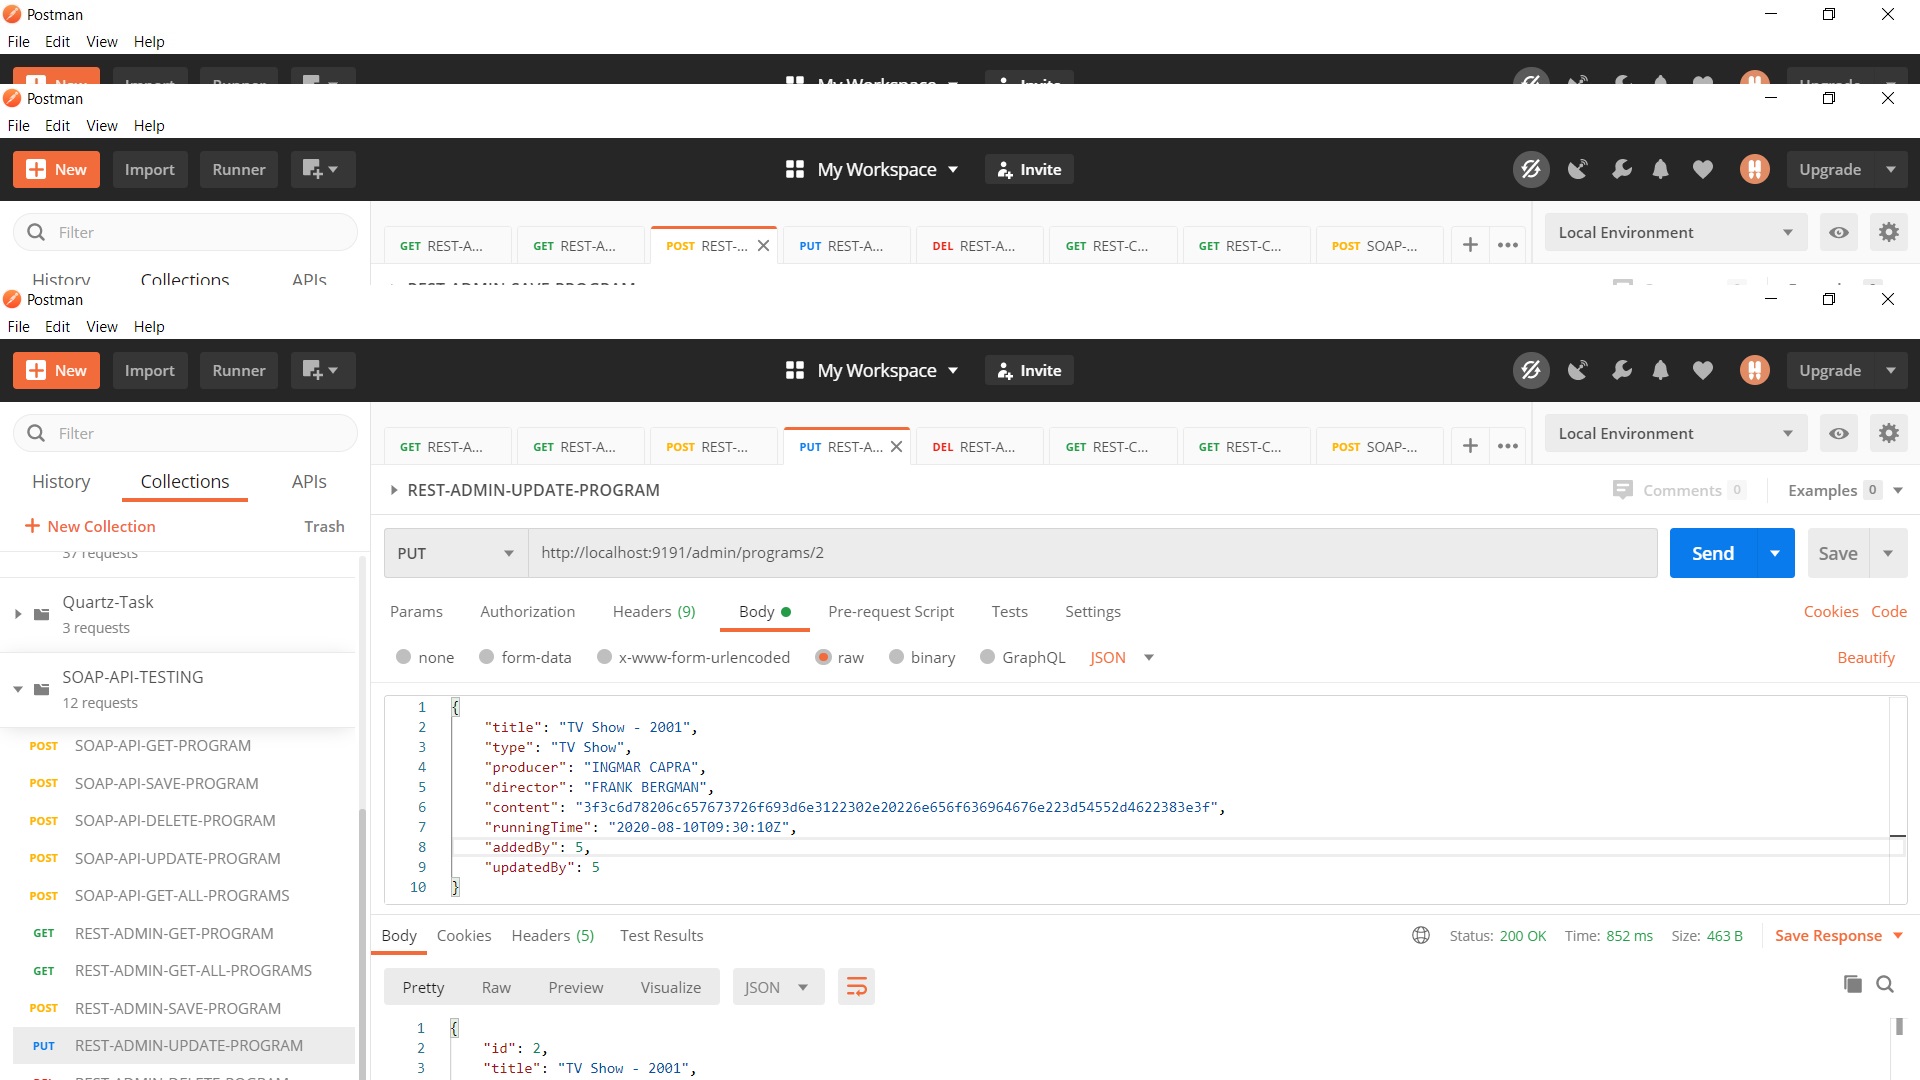 Postman
File Edit View Help
New Import Runner My Workspace Invite Upgrade
Postman
File Edit View Help
New Import Runner My Workspace Invite Upgrade
Filter GET REST-A... GET REST-A... POST REST-... PUT REST-A... DEL REST-A... GET REST-C... GET REST-C... POST SOAP-... Local Environment
History Collections APIs REST-ADMIN-SAVE-PROGRAM
Postman
File Edit View Help
New Import Runner My Workspace Invite Upgrade
Filter GET REST-A... GET REST-A... POST REST-... PUT REST-A... DEL REST-A... GET REST-C... GET REST-C... POST SOAP-... Local Environment
History Collections APIs
REST-ADMIN-UPDATE-PROGRAM Comments 0 Examples 0
New Collection Trash
37 requests
PUT http://localhost:9191/admin/programs/2 Send Save
Quartz-Task
3 requests
Params Authorization Headers (9) Body Pre-request Script Tests Settings Cookies Code
none form-data x-www-form-urlencoded raw binary GraphQL JSON Beautify
SOAP-API-TESTING
12 requests
POST SOAP-API-GET-PROGRAM
POST SOAP-API-SAVE-PROGRAM
POST SOAP-API-DELETE-PROGRAM
POST SOAP-API-UPDATE-PROGRAM
POST SOAP-API-GET-ALL-PROGRAMS
GET REST-ADMIN-GET-PROGRAM
GET REST-ADMIN-GET-ALL-PROGRAMS
POST REST-ADMIN-SAVE-PROGRAM
PUT REST-ADMIN-UPDATE-PROGRAM
1 {
2 "title": "TV Show - 2001",
3 "type": "TV Show",
4 "producer": "INGMAR CAPRA",
5 "director": "FRANK BERGMAN",
6 "content": "3f3c6d78206c657673726f693d6e3122302e20226e656f636964676e223d54552d4622383e3f",
7 "runningTime": "2020-08-10T09:30:10Z",
8 "addedBy": 5,
9 "updatedBy": 5
10 }
Body Cookies Headers (5) Test Results Status: 200 OK Time: 852 ms Size: 463 B Save Response
Pretty Raw Preview Visualize JSON
1 {
2 "id": 2,
3 "title": "TV Show - 2001",